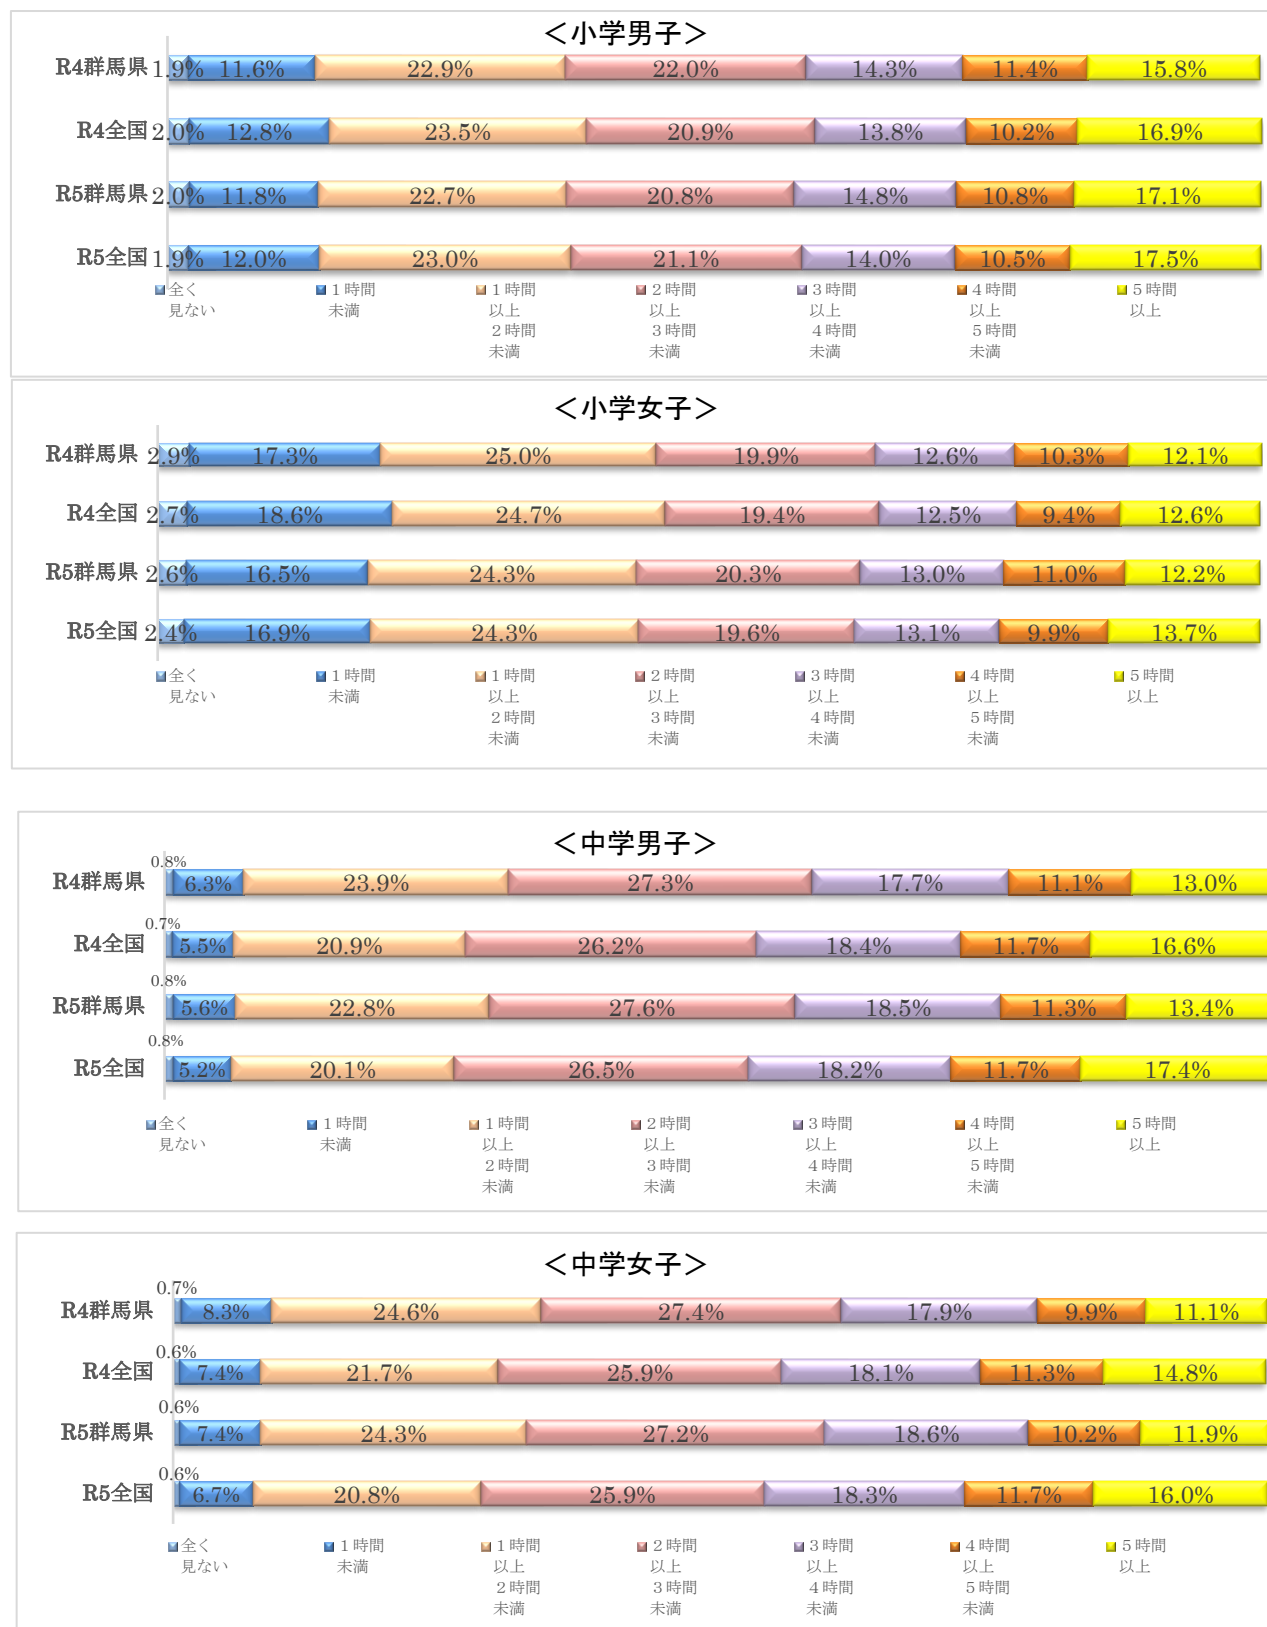 ＜小学男子＞
R4群馬県 1.9% 11.6% 22.9% 22.0% 14.3% 11.4% 15.8%
R4全国 2.0% 12.8% 23.5% 20.9% 13.8% 10.2% 16.9%
R5群馬県 2.0% 11.8% 22.7% 20.8% 14.8% 10.8% 17.1%
R5全国 1.9% 12.0% 23.0% 21.1% 14.0% 10.5% 17.5%
全く １時間 １時間 ２時間 ３時間 ４時間 ５時間
見ない 未満 以上 以上 以上 以上 以上
２時間 ３時間 ４時間 ５時間
未満 未満 未満 未満
＜小学女子＞
R4群馬県 2.9% 17.3% 25.0% 19.9% 12.6% 10.3% 12.1%
R4全国 2.7% 18.6% 24.7% 19.4% 12.5% 9.4% 12.6%
R5群馬県 2.6% 16.5% 24.3% 20.3% 13.0% 11.0% 12.2%
R5全国 2.4% 16.9% 24.3% 19.6% 13.1% 9.9% 13.7%
全く １時間 １時間 ２時間 ３時間 ４時間 ５時間
見ない 未満 以上 以上 以上 以上 以上
２時間 ３時間 ４時間 ５時間
未満 未満 未満 未満
＜中学男子＞
R4群馬県 0.8% 6.3% 23.9% 27.3% 17.7% 11.1% 13.0%
R4全国 0.7% 5.5% 20.9% 26.2% 18.4% 11.7% 16.6%
R5群馬県 0.8% 5.6% 22.8% 27.6% 18.5% 11.3% 13.4%
R5全国 0.8% 5.2% 20.1% 26.5% 18.2% 11.7% 17.4%
全く １時間 １時間 ２時間 ３時間 ４時間 ５時間
見ない 未満 以上 以上 以上 以上 以上
２時間 ３時間 ４時間 ５時間
未満 未満 未満 未満
＜中学女子＞
R4群馬県 0.7% 8.3% 24.6% 27.4% 17.9% 9.9% 11.1%
R4全国 0.6% 7.4% 21.7% 25.9% 18.1% 11.3% 14.8%
R5群馬県 0.6% 7.4% 24.3% 27.2% 18.6% 10.2% 11.9%
R5全国 0.6% 6.7% 20.8% 25.9% 18.3% 11.7% 16.0%
全く １時間 １時間 ２時間 ３時間 ４時間 ５時間
見ない 未満 以上 以上 以上 以上 以上
２時間 ３時間 ４時間 ５時間
未満 未満 未満 未満